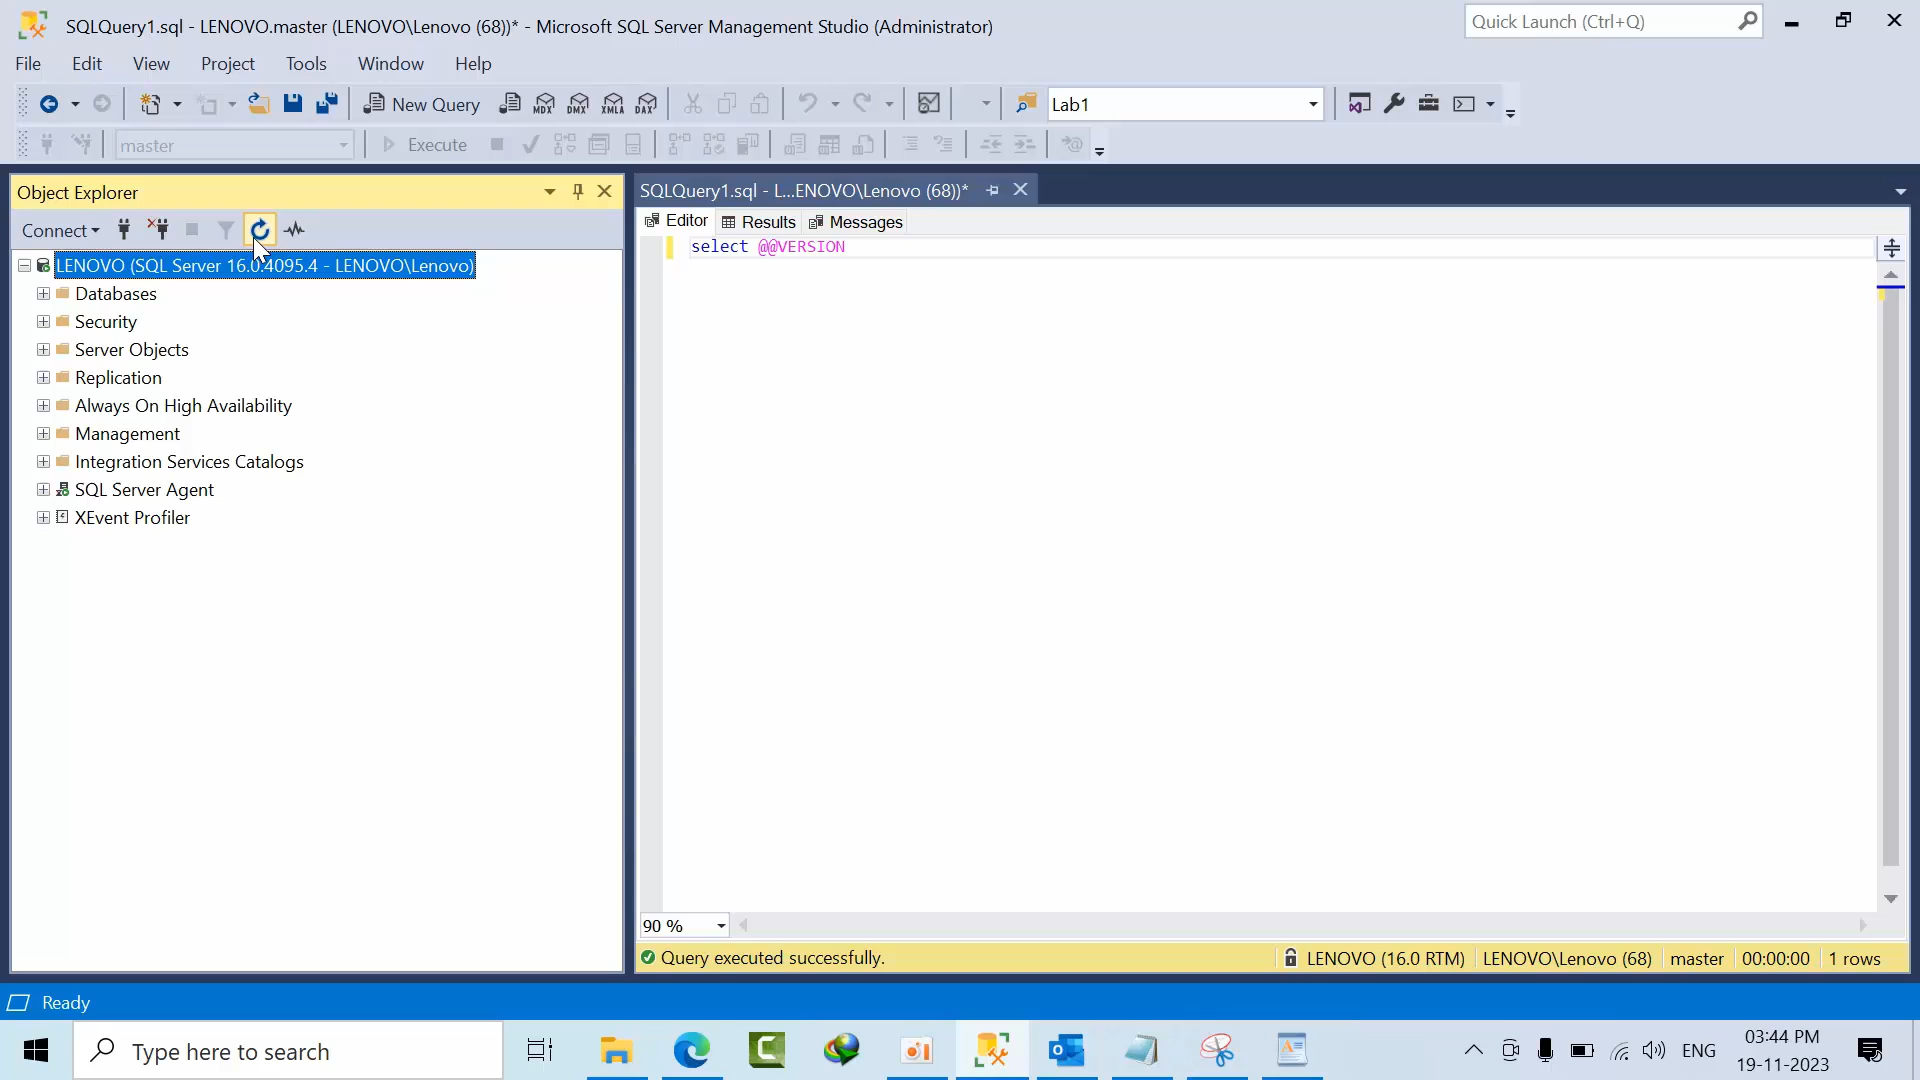 SQLQuery1.sql - LENOVO.master (LENOVO\Lenovo (68))* - Microsoft SQL Server Management Studio (Administrator)
Quick Launch (Ctrl+Q)
File Edit View Project Tools Window Help
New Query MDX DMX XMLA DAX Lab1
master Execute
Object Explorer
SQLQuery1.sql - L...ENOVO\Lenovo (68))*
Connect
Editor Results Messages
select @@VERSION
LENOVO (SQL Server 16.0.4095.4 - LENOVO\Lenovo)
Databases
Security
Server Objects
Replication
Always On High Availability
Management
Integration Services Catalogs
SQL Server Agent
XEvent Profiler
90 %
Query executed successfully. LENOVO (16.0 RTM) LENOVO\Lenovo (68) master 00:00:00 1 rows
Ready
Type here to search
ENG
03:44 PM
19-11-2023